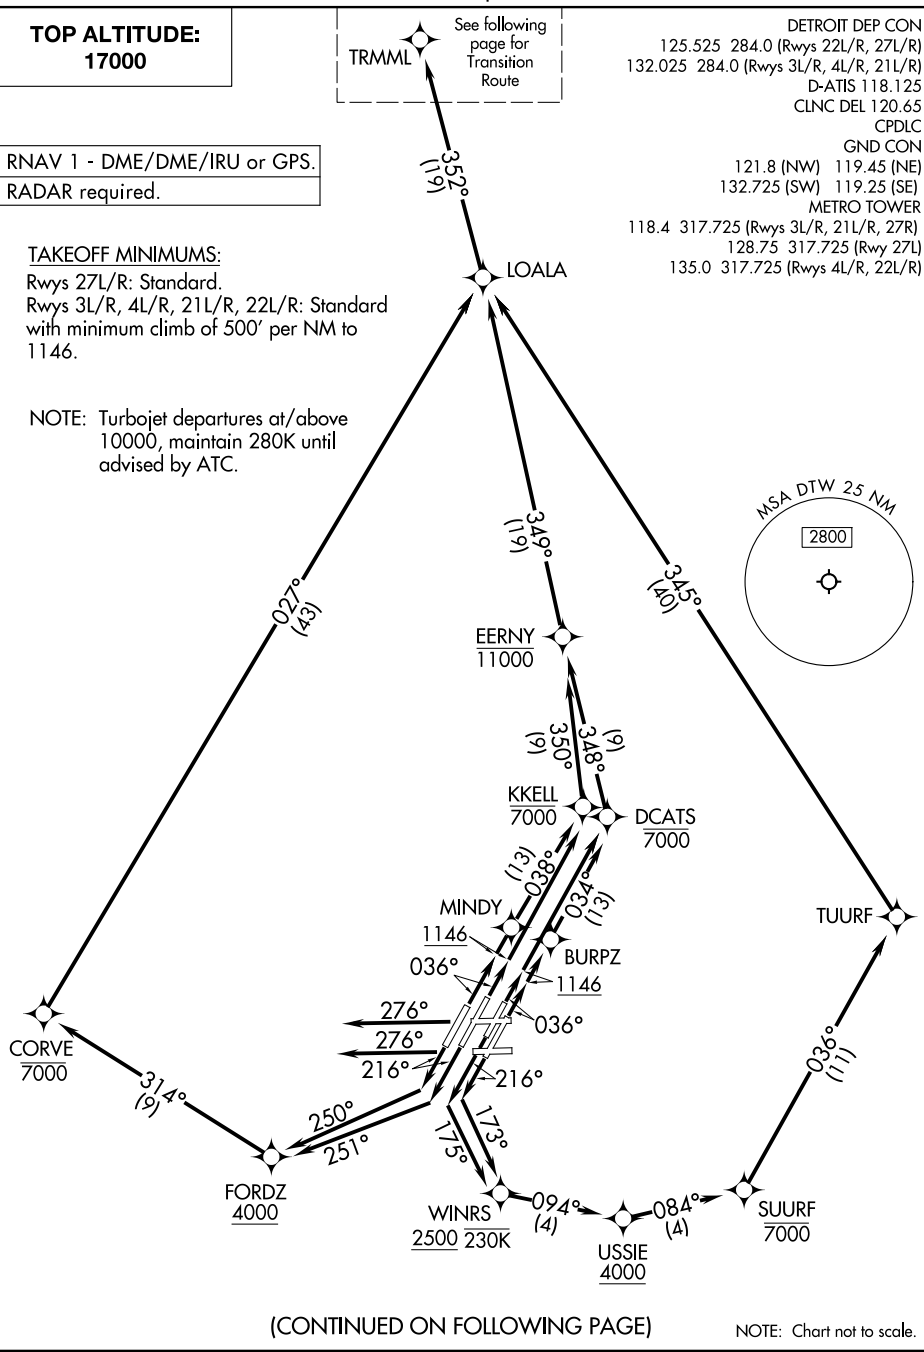 TOP ALTITUDE:
17000
TRMML
See following
page for
Transition
Route
DETROIT DEP CON
125.525 284.0 (Rwys 22L/R, 27L/R)
132.025 284.0 (Rwys 3L/R, 4L/R, 21L/R)
D-ATIS 118.125
CLNC DEL 120.65
CPDLC
GND CON
121.8 (NW) 119.45 (NE)
132.725 (SW) 119.25 (SE)
METRO TOWER
118.4 317.725 (Rwys 3L/R, 21L/R, 27R)
128.75 317.725 (Rwy 27L)
135.0 317.725 (Rwys 4L/R, 22L/R)
RNAV 1 - DME/DME/IRU or GPS.
RADAR required.
352°
(19)
TAKEOFF MINIMUMS:
Rwys 27L/R: Standard.
Rwys 3L/R, 4L/R, 21L/R, 22L/R: Standard
with minimum climb of 500' per NM to
1146.
LOALA
NOTE: Turbojet departures at/above
10000, maintain 280K until
advised by ATC.
MSA DTW 25 NM
2800
349°
(19)
027°
(43)
345°
(40)
EERNY
11000
350°
(9)
348°
(9)
KKELL
7000
DCATS
7000
(13)
038°
034°
(13)
MINDY
1146
BURPZ
1146
TUURF
036°
036°
276°
276°
216°
216°
CORVE
7000
314°
(9)
250°
251°
175°
173°
036°
(11)
FORDZ
4000
WINRS
2500 230K
094°
(4)
USSIE
4000
084°
(4)
SUURF
7000
(CONTINUED ON FOLLOWING PAGE)
NOTE: Chart not to scale.